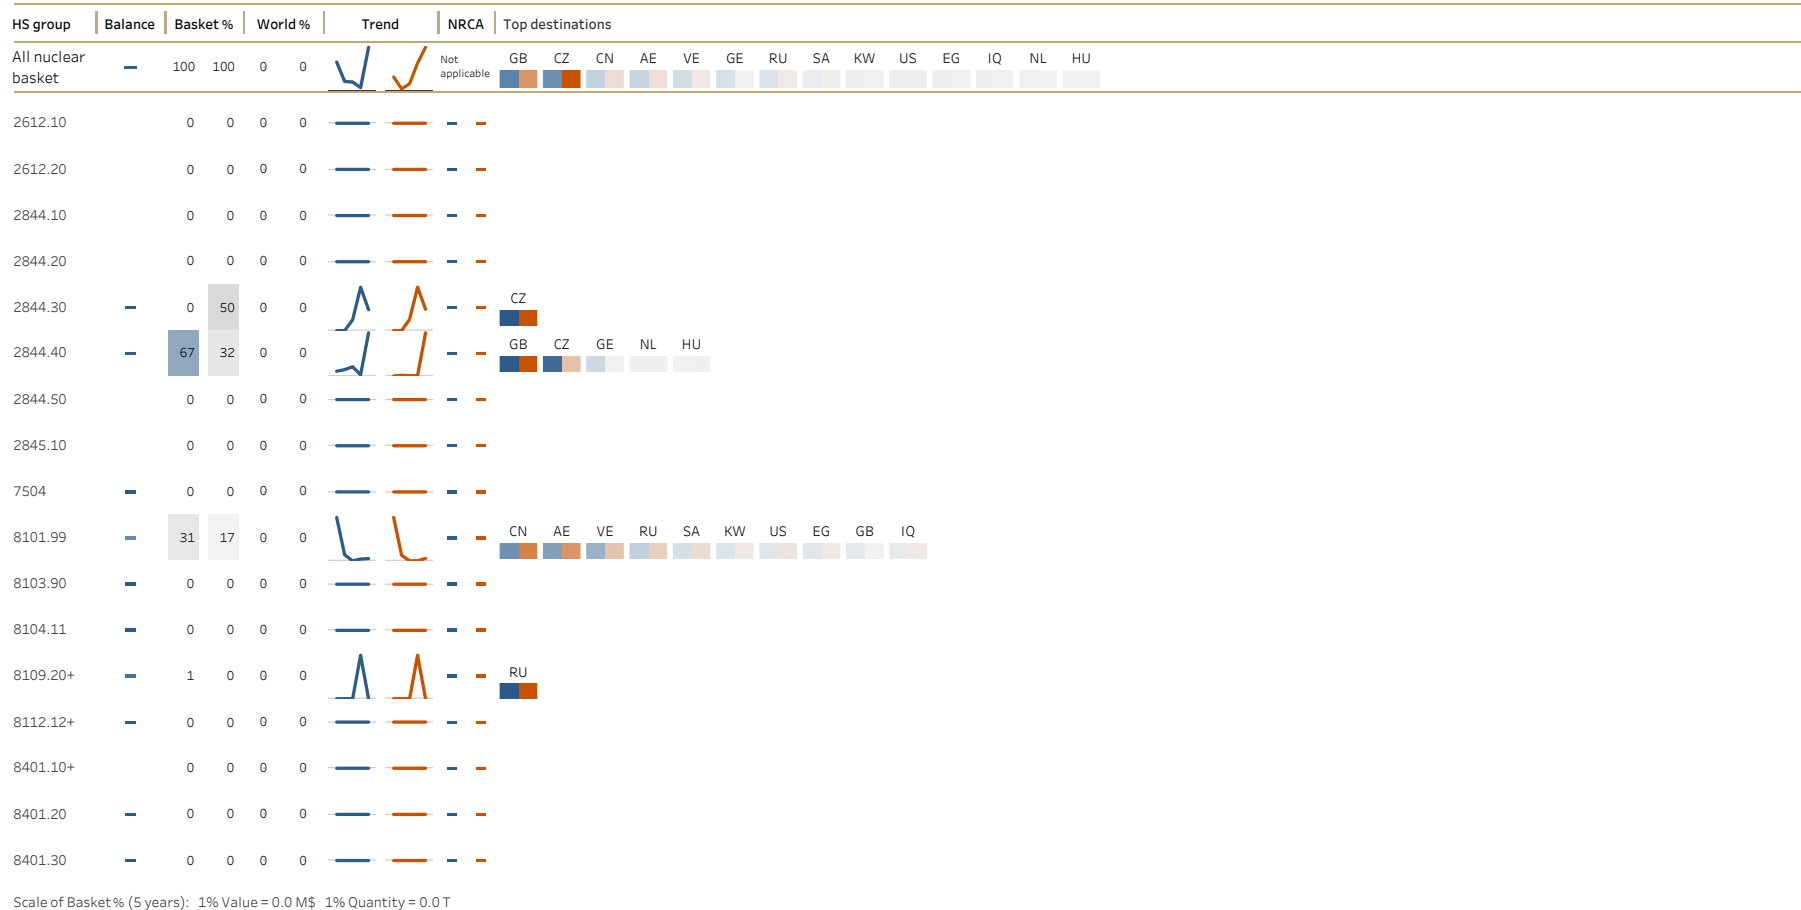 HS group Balance Basket % World % Trend NRCA Top destinations
All nuclear basket 100 100 0 0 Not applicable GB CZ CN AE VE GE RU SA KW US EG IQ NL HU
2612.10 0 0 0 0
2612.20 0 0 0 0
2844.10 0 0 0 0
2844.20 0 0 0 0
2844.30 0 50 0 0 CZ
2844.40 67 32 0 0 GB CZ GE NL HU
2844.50 0 0 0 0
2845.10 0 0 0 0
7504 0 0 0 0
8101.99 31 17 0 0 CN AE VE RU SA KW US EG GB IQ
8103.90 0 0 0 0
8104.11 0 0 0 0
8109.20+ 1 0 0 0 RU
8112.12+ 0 0 0 0
8401.10+ 0 0 0 0
8401.20 0 0 0 0
8401.30 0 0 0 0
Scale of Basket% (5 years): 1% Value = 0.0 M$ 1% Quantity = 0.0 T